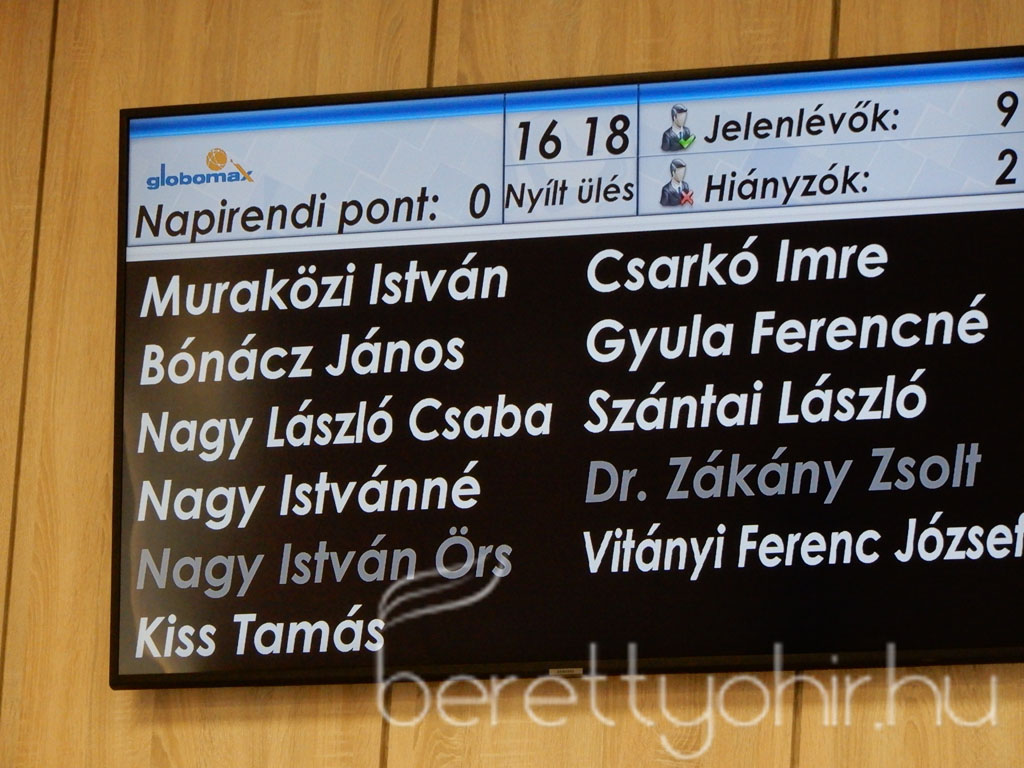 globomax
Napirendi pont: 0
16 18
Nyílt ülés
Jelenlévők: 9
Hiányzók: 2
Muraközi István
Bónácz János
Nagy László Csaba
Nagy Istvánné
Nagy István Örs
Kiss Tamás
Csarkó Imre
Gyula Ferencné
Szántai László
Dr. Zákány Zsolt
Vitányi Ferenc József
berettyohir.hu